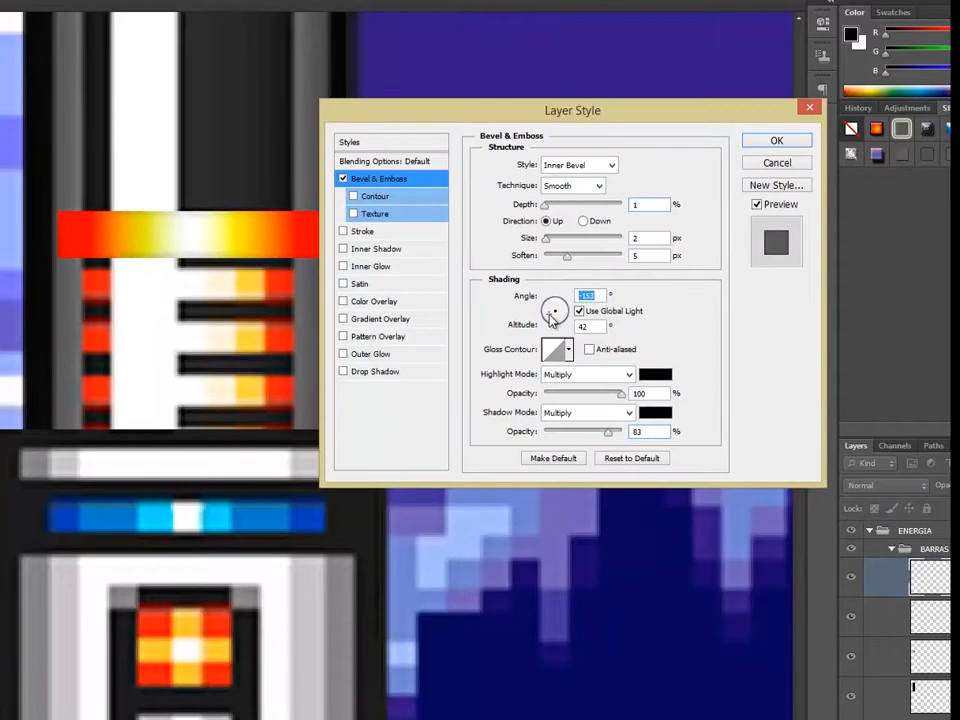 Color Swatches
R
G
B
History Adjustments St
Layer Style
Styles
Blending Options: Default
Bevel & Emboss
Contour
Texture
Stroke
Inner Shadow
Inner Glow
Satin
Color Overlay
Gradient Overlay
Pattern Overlay
Outer Glow
Drop Shadow
Bevel & Emboss
Structure
Style: Inner Bevel
Technique: Smooth
Depth: 1 %
Direction: Up Down
Size: 2 px
Soften: 5 px
Shading
Angle: -153 °
Use Global Light
Altitude: 42 °
Gloss Contour: Anti-aliased
Highlight Mode: Multiply
Opacity: 100 %
Shadow Mode: Multiply
Opacity: 83 %
Make Default Reset to Default
OK
Cancel
New Style...
Preview
Layers Channels Paths
Kind
Normal Opa
Lock:
ENERGIA
BARRAS